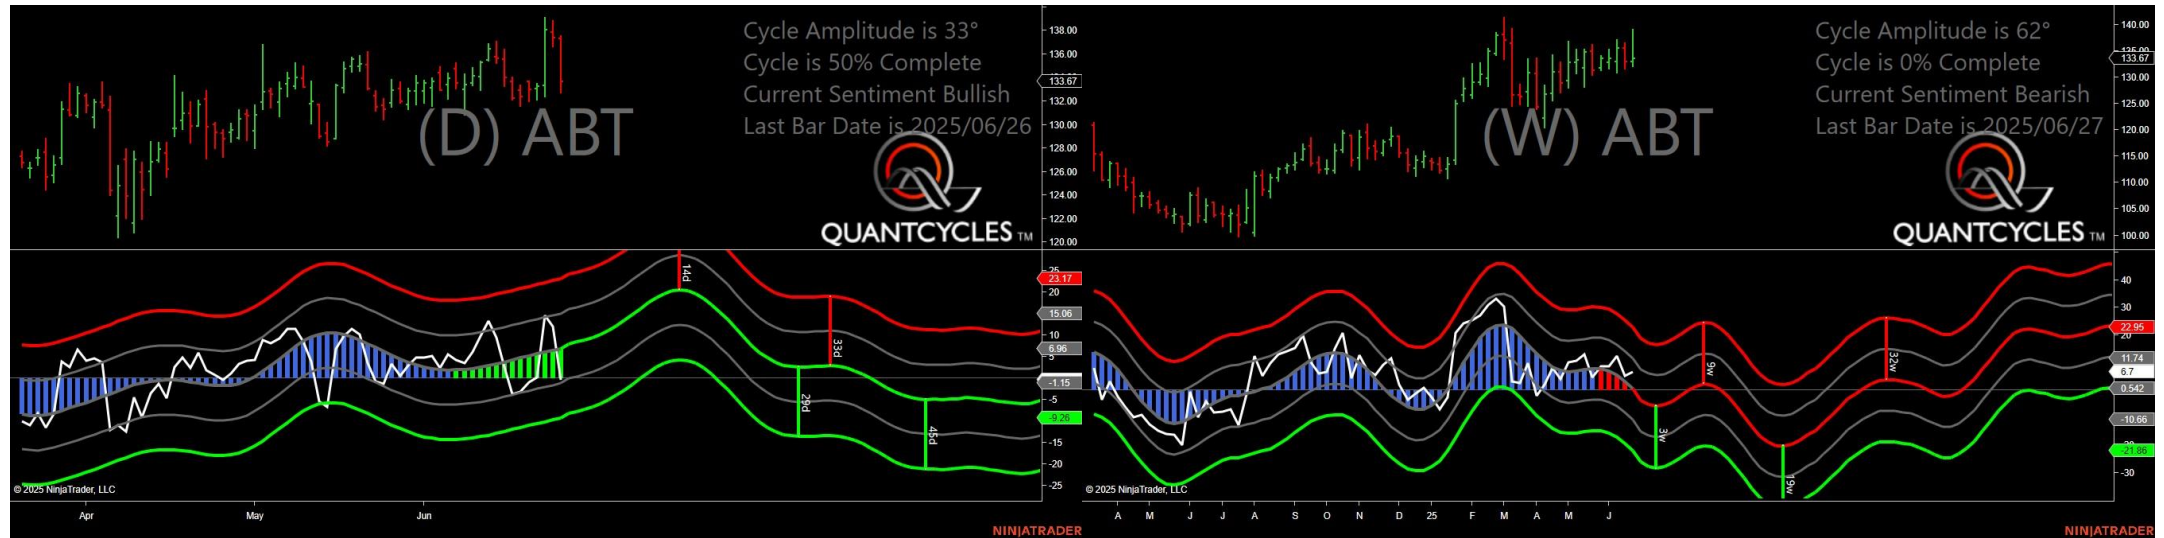 Cycle Amplitude is 33°
Cycle is 50% Complete
Current Sentiment Bullish
Last Bar Date is 2025/06/26
(D) ABT
QUANTCYCLES TM
138.00
136.00
133.67
132.00
130.00
128.00
126.00
124.00
122.00
120.00
14d
33d
29d
45d
25
23.17
20
15.06
10
6.96
5
-1.15
-5
-9.26
-15
-20
-25
© 2025 NinjaTrader, LLC
Apr
May
Jun
NINJATRADER
Cycle Amplitude is 62°
Cycle is 0% Complete
Current Sentiment Bearish
Last Bar Date is 2025/06/27
(W) ABT
QUANTCYCLES TM
140.00
135.00
133.67
130.00
125.00
120.00
115.00
110.00
105.00
100.00
9w
32w
3w
19w
40
30
22.95
20
11.74
6.7
0.542
-10.66
-21.86
-30
© 2025 NinjaTrader, LLC
A M J J A S O N D 25 F M A M J
NINJATRADER